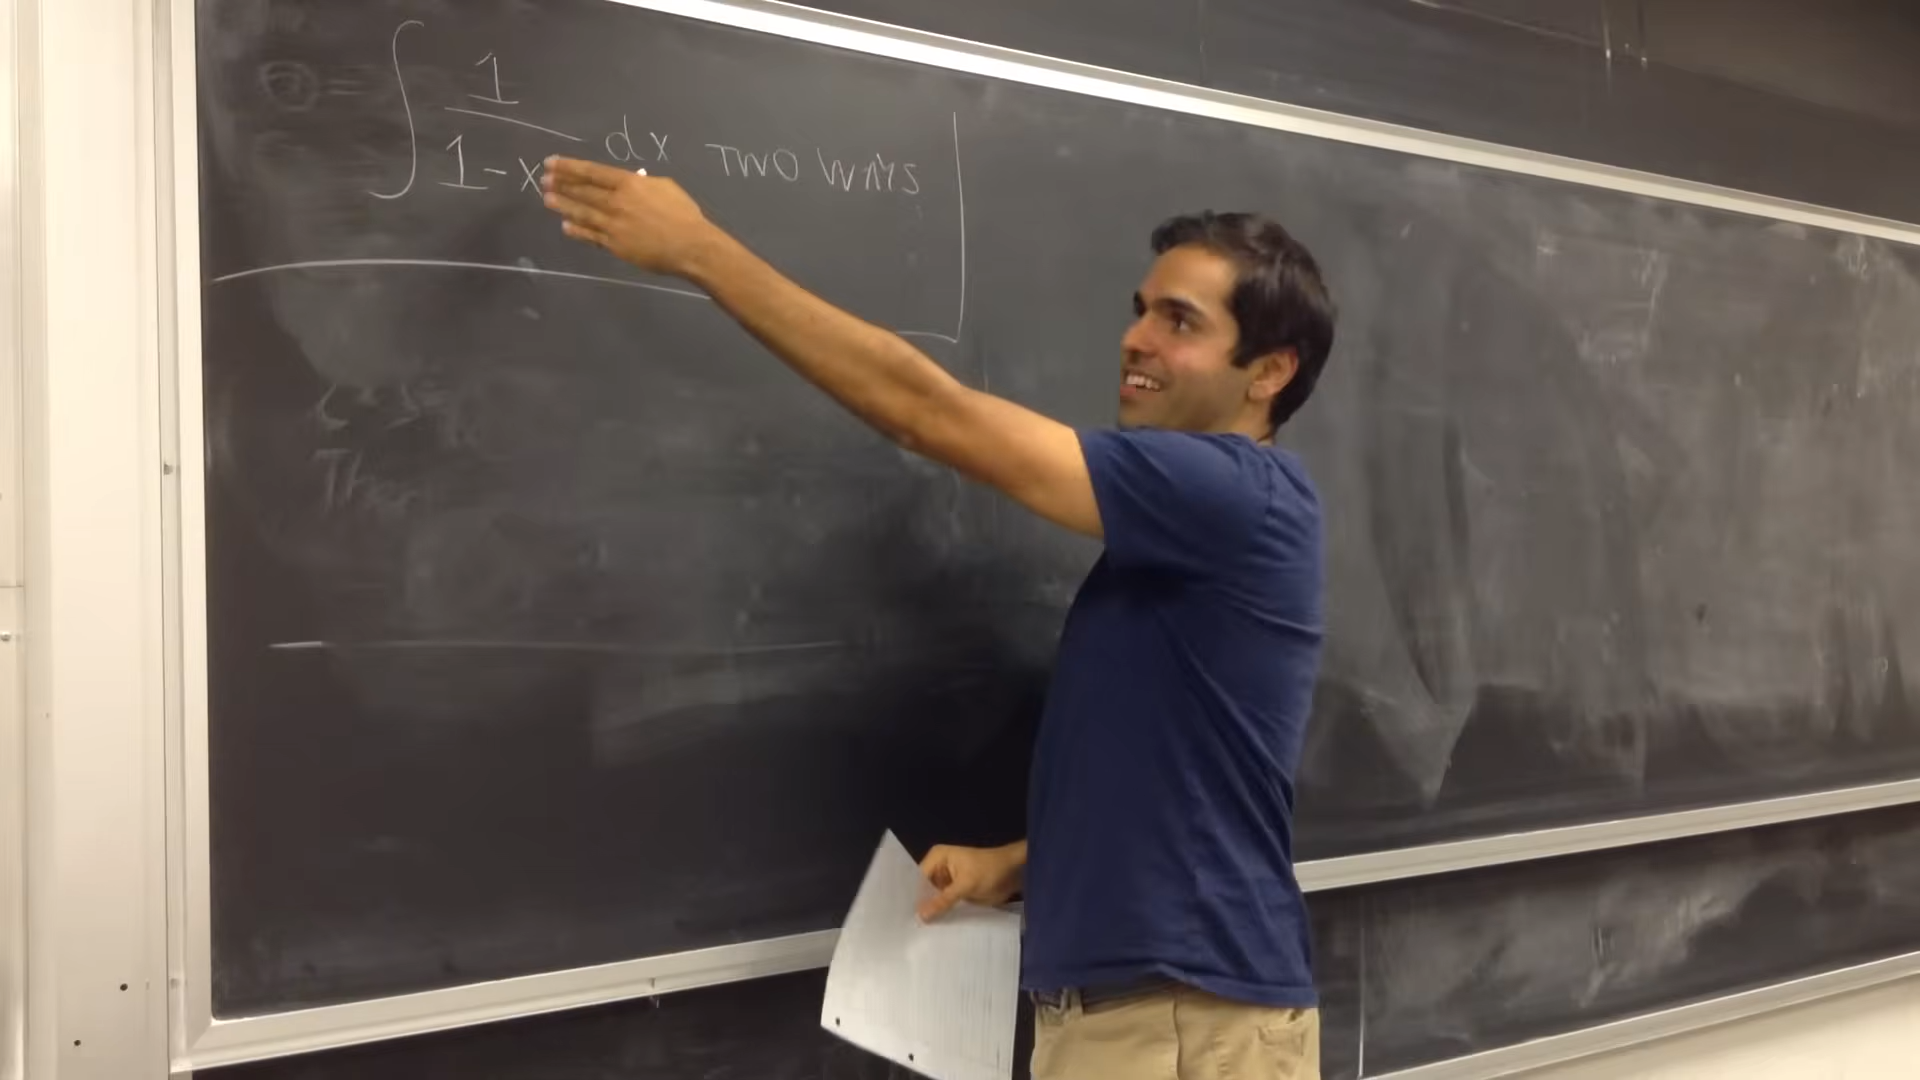 ∫ 1/(1-x dx TWO WAYS